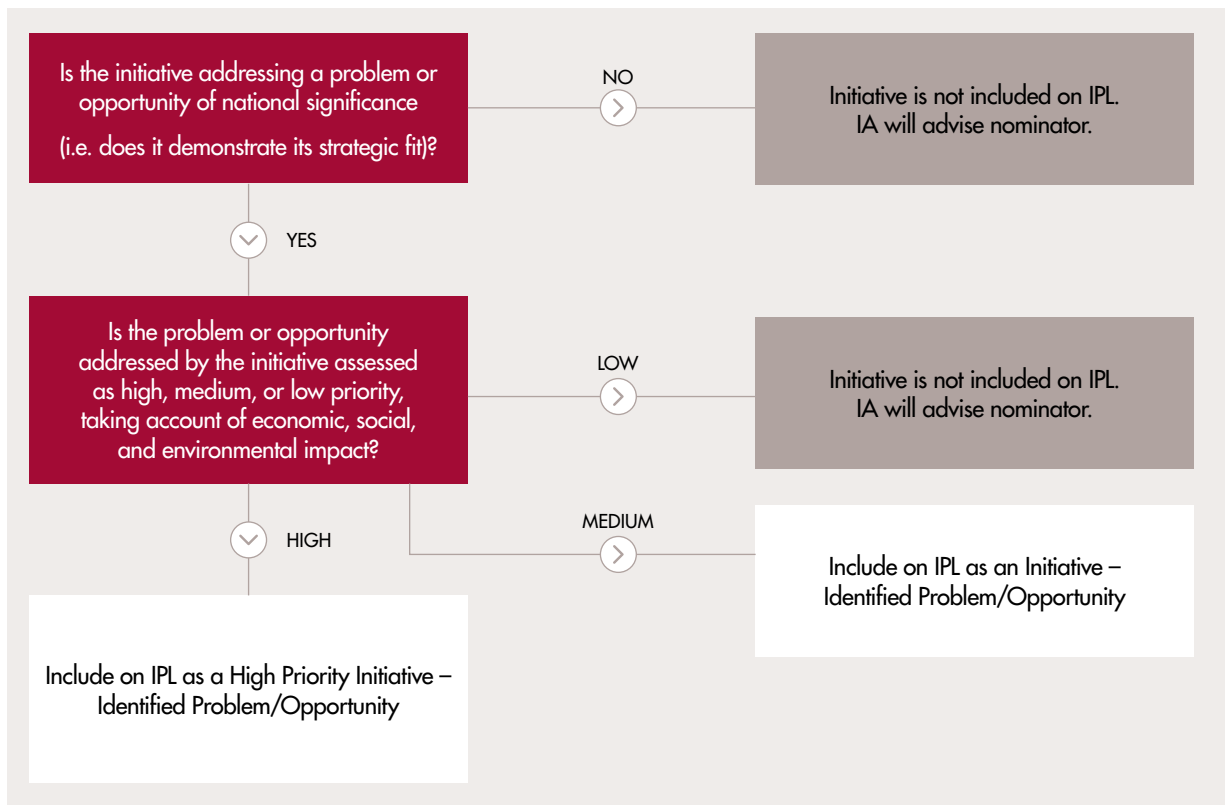 Is the initiative addressing a problem or
opportunity of national significance
(i.e. does it demonstrate its strategic fit)?
NO
Initiative is not included on IPL.
IA will advise nominator.
YES
Is the problem or opportunity
addressed by the initiative assessed
as high, medium, or low priority,
taking account of economic, social,
and environmental impact?
LOW
Initiative is not included on IPL.
IA will advise nominator.
HIGH
MEDIUM
Include on IPL as an Initiative –
Identified Problem/Opportunity
Include on IPL as a High Priority Initiative –
Identified Problem/Opportunity